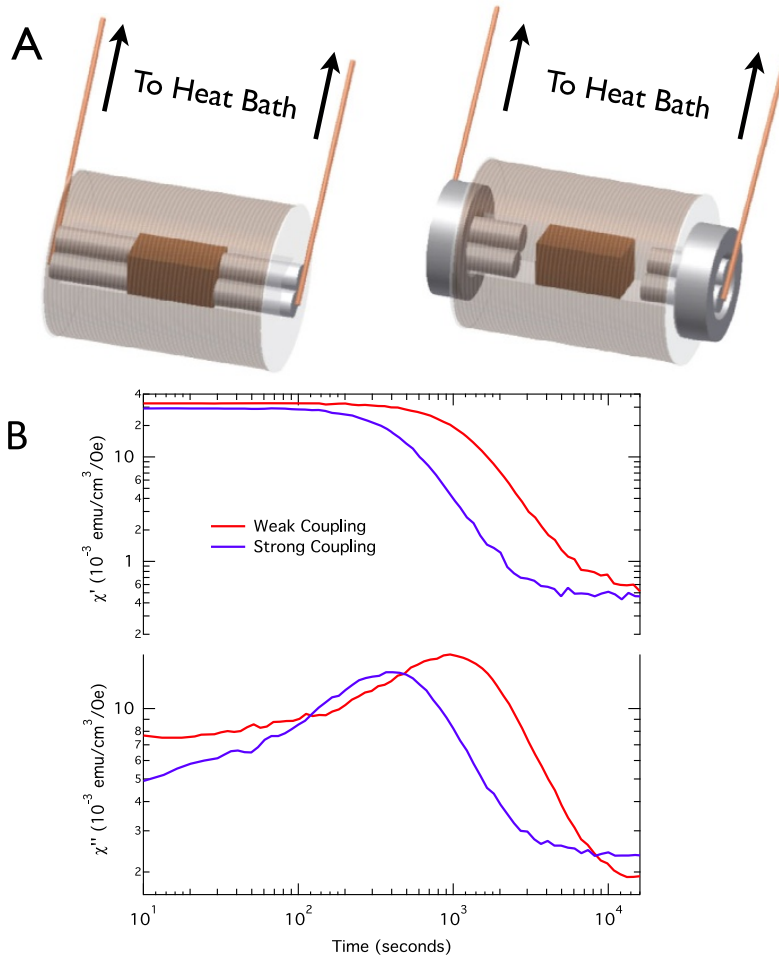 A
To Heat Bath
To Heat Bath
B
χ' (10⁻³ emu/cm³/Oe)
4
2
10
6
4
2
1
8
6
4
2
Weak Coupling
Strong Coupling
χ'' (10⁻³ emu/cm³/Oe)
10
8
7
6
5
4
3
2
10¹
10²
10³
10⁴
Time (seconds)